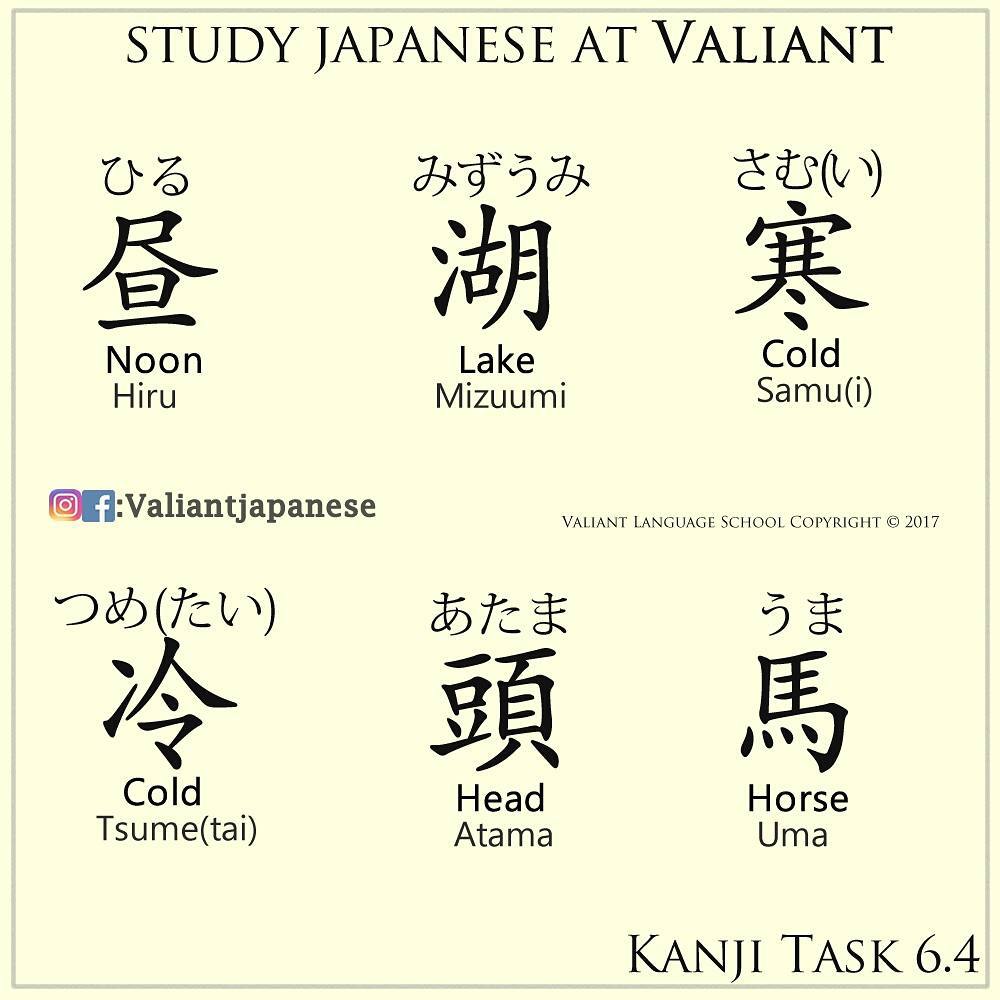 STUDY JAPANESE AT VALIANT
ひる
昼
Noon
Hiru
みずうみ
湖
Lake
Mizuumi
さむ(い)
寒
Cold
Samu(i)
:Valiantjapanese
VALIANT LANGUAGE SCHOOL COPYRIGHT © 2017
つめ(たい)
冷
Cold
Tsume(tai)
あたま
頭
Head
Atama
うま
馬
Horse
Uma
KANJI TASK 6.4